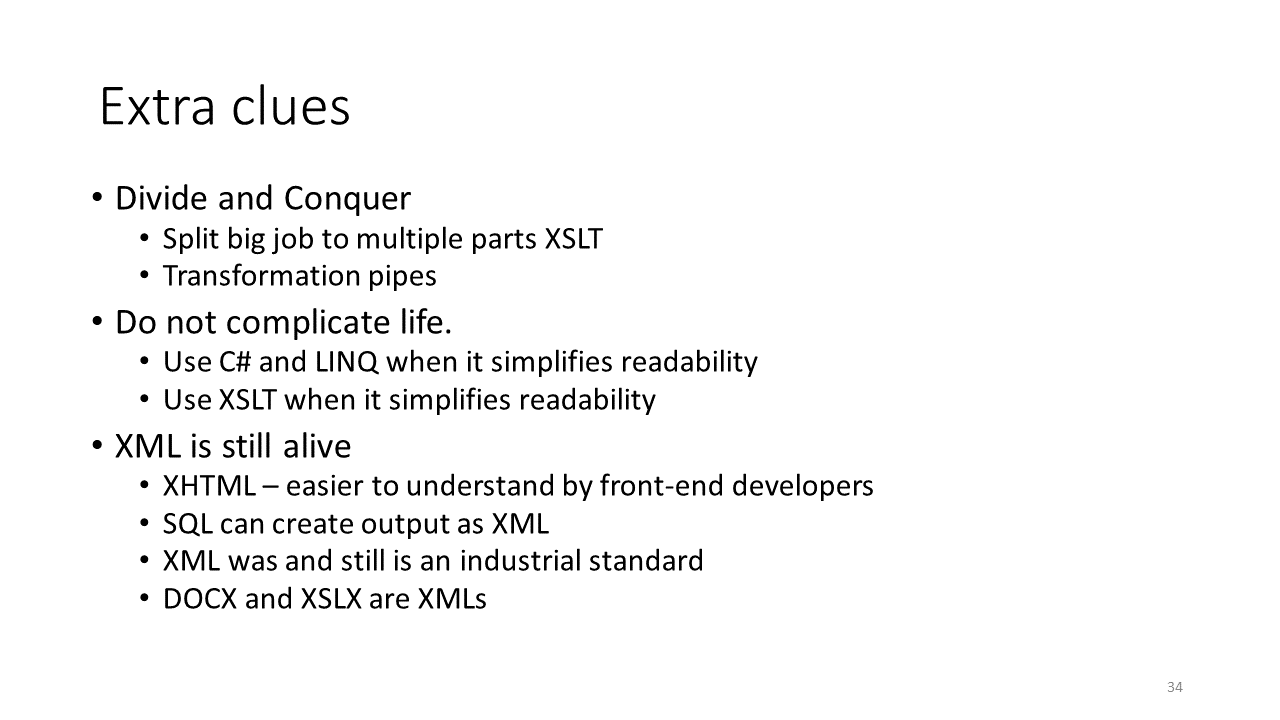 Extra clues
• Divide and Conquer
• Split big job to multiple parts XSLT
• Transformation pipes
• Do not complicate life.
• Use C# and LINQ when it simplifies readability
• Use XSLT when it simplifies readability
• XML is still alive
• XHTML – easier to understand by front-end developers
• SQL can create output as XML
• XML was and still is an industrial standard
• DOCX and XSLX are XMLs
34